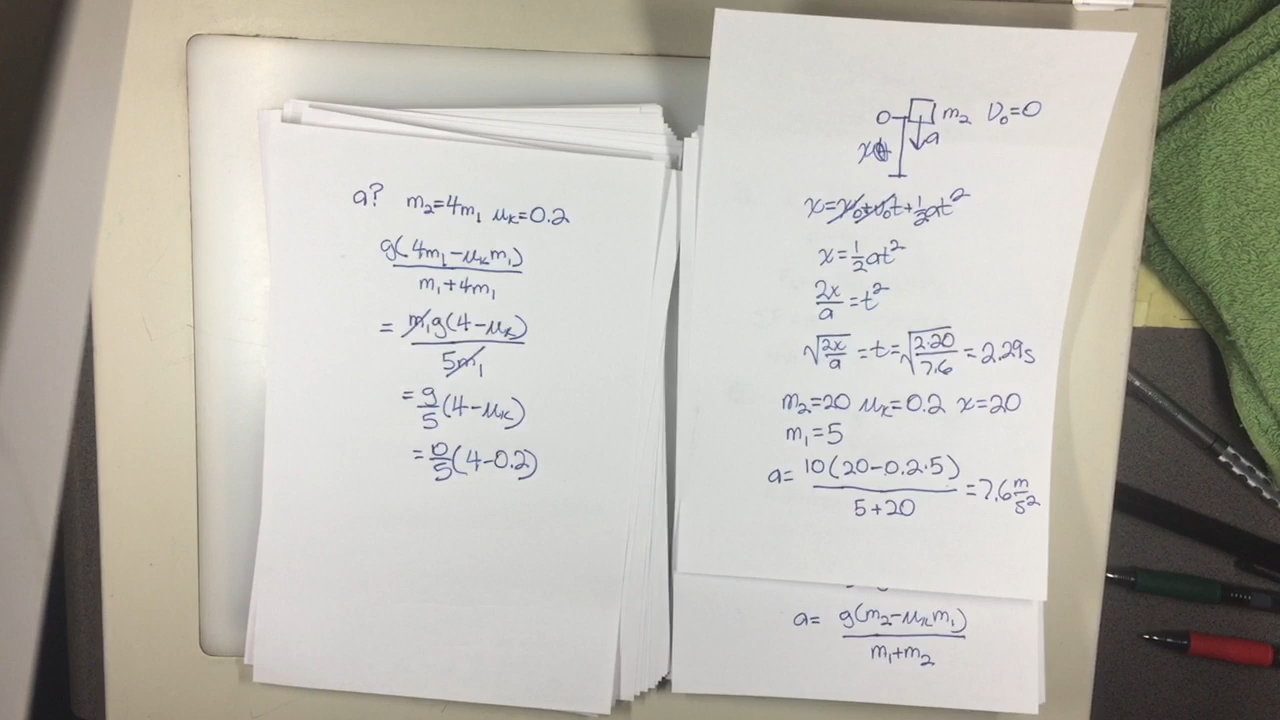 a? m₂=4m₁ μₖ=0.2
g(4m₁-μₖm₁)
m₁+4m₁
= m₁g(4-μₖ)
5m₁
= g/5(4-μₖ)
= 10/5(4-0.2)
0 m₂ v₀=0
a
x
x=x₀+v₀t+½at²
x=½at²
2x/a=t²
√2x/a=t=√2·20/7.6=2.29s
m₂=20 μₖ=0.2 x=20
m₁=5
a= 10(20-0.2·5)/5+20 =7.6 m/s²
a= g(m₂-μₖm₁)
m₁+m₂